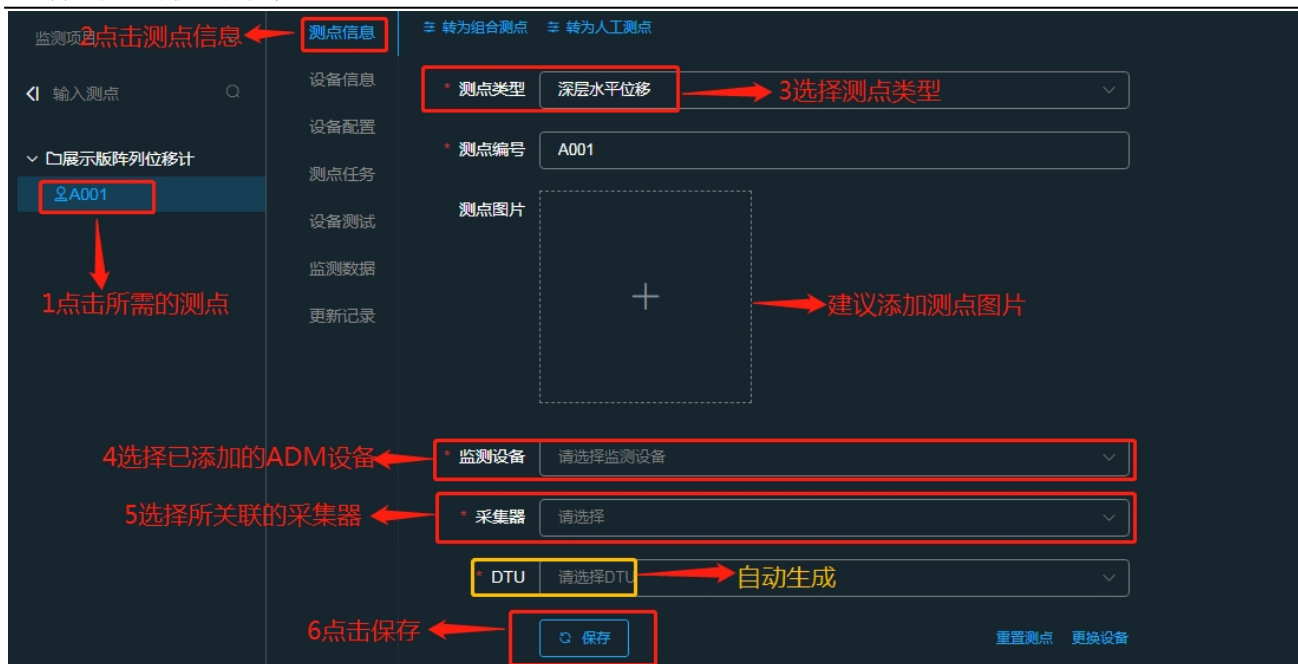 监测项目
2点击测点信息
测点信息
转为组合测点 转为人工测点
输入测点
设备信息
* 测点类型 深层水平位移
3选择测点类型
设备配置
* 测点编号 A001
展示版阵列位移计
测点任务
A001
测点图片
设备测试
监测数据
1点击所需的测点
建议添加测点图片
更新记录
4选择已添加的ADM设备
* 监测设备 请选择监测设备
5选择所关联的采集器
* 采集器 请选择
* DTU 请选择DTU
自动生成
6点击保存
保存
重置测点 更换设备